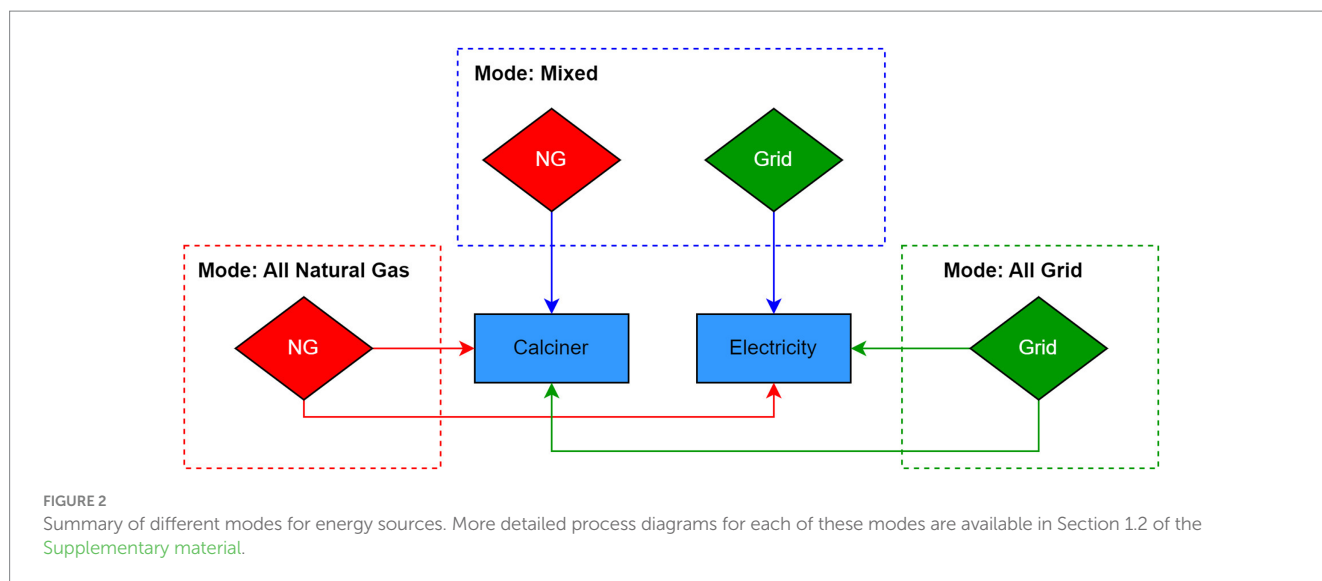 Mode: Mixed
NG
Grid
Mode: All Natural Gas
Mode: All Grid
NG
Calciner
Electricity
Grid
FIGURE 2
Summary of different modes for energy sources. More detailed process diagrams for each of these modes are available in Section 1.2 of the
Supplementary material.